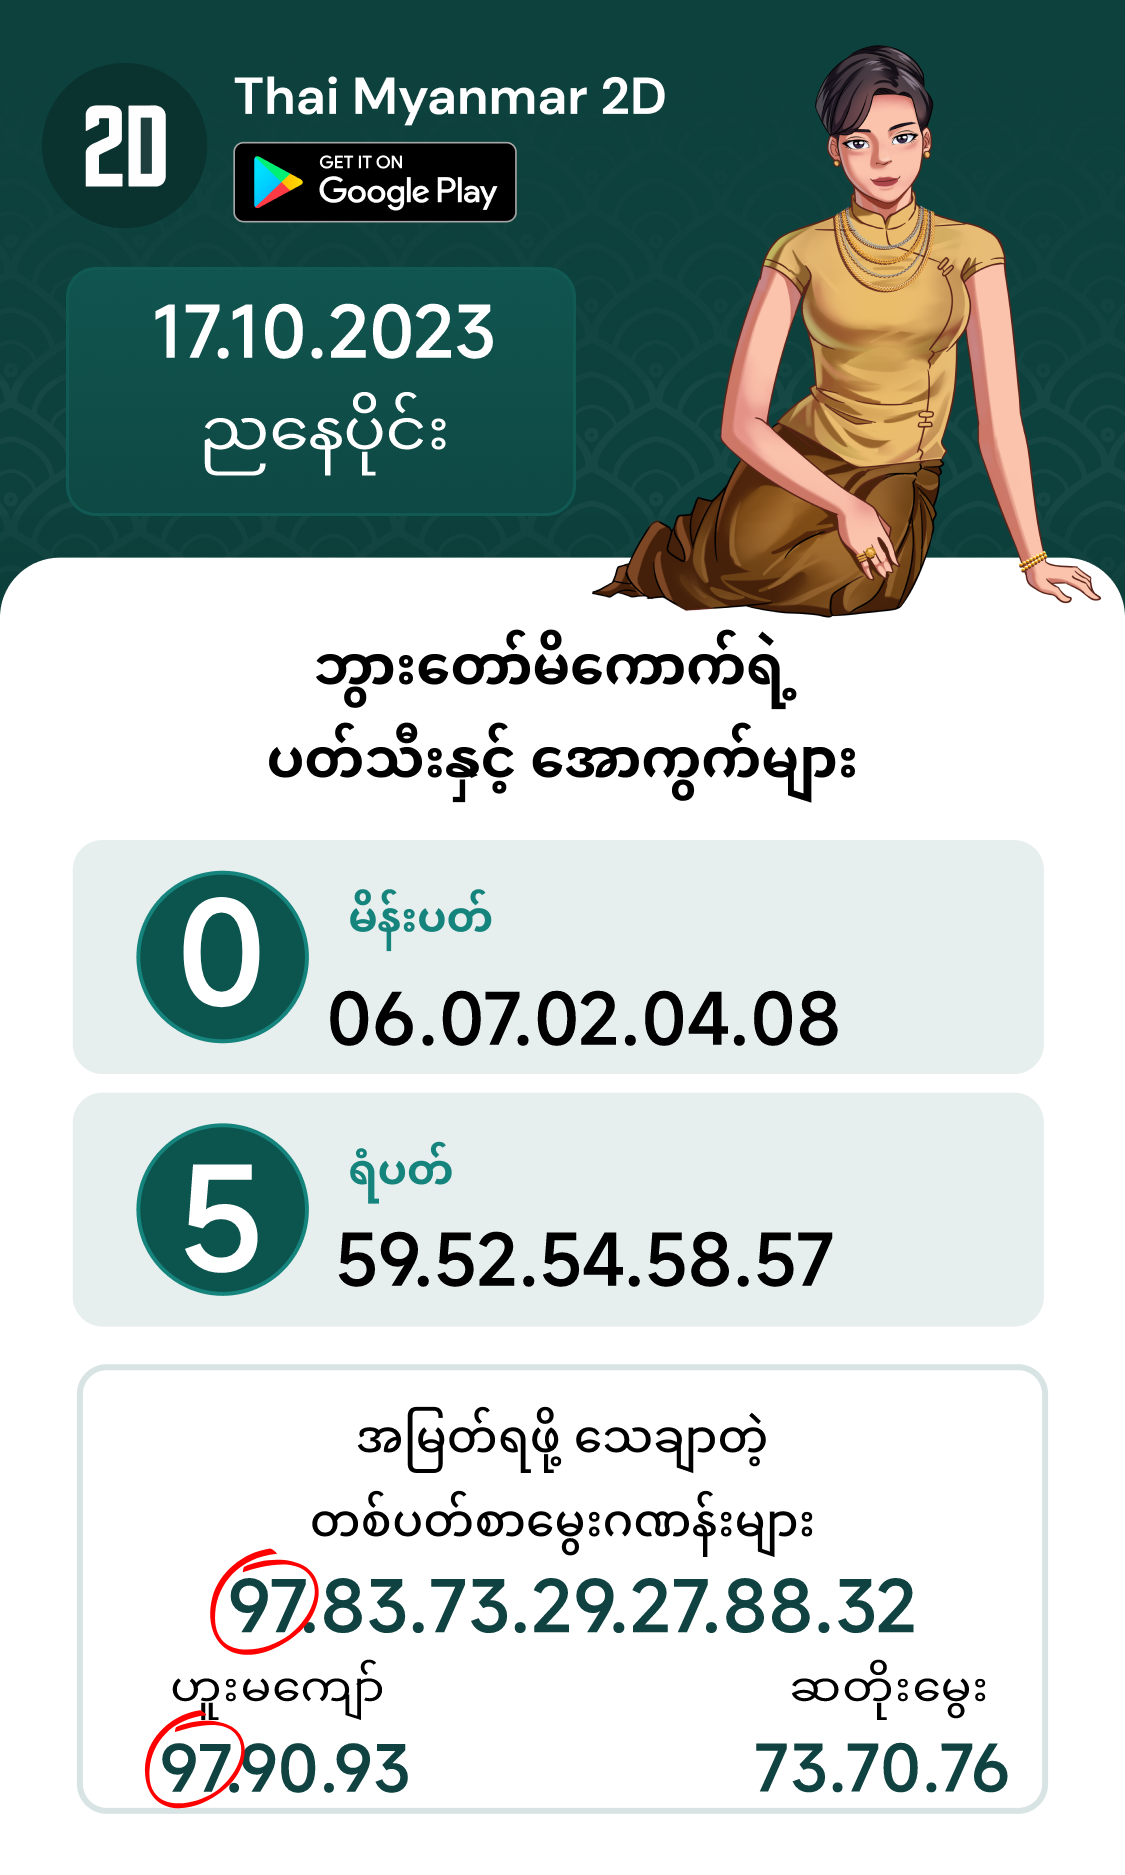 2D
Thai Myanmar 2D
GET IT ON
Google Play
17.10.2023
ညနေပိုင်း
ဘွားတော်မိကောက်ရဲ့
ပတ်သီးနှင့် အောကွက်များ
0
မိန်းပတ်
06.07.02.04.08
5
ရံပတ်
59.52.54.58.57
အမြတ်ရဖို့ သေချာတဲ့
တစ်ပတ်စာမွေးဂဏန်းများ
97.83.73.29.27.88.32
ဟူးမကျော်
ဆတိုးမွေး
97.90.93
73.70.76